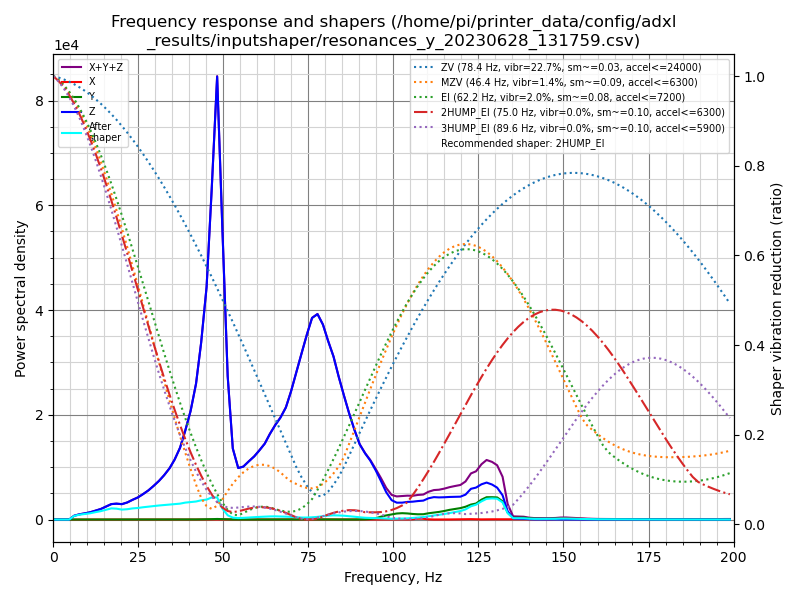 Frequency response and shapers (/home/pi/printer_data/config/adxl
_results/inputshaper/resonances_y_20230628_131759.csv)
1e4
X+Y+Z
X
Y
Z
After
shaper
ZV (78.4 Hz, vibr=22.7%, sm~=0.03, accel<=24000)
MZV (46.4 Hz, vibr=1.4%, sm~=0.09, accel<=6300)
EI (62.2 Hz, vibr=2.0%, sm~=0.08, accel<=7200)
2HUMP_EI (75.0 Hz, vibr=0.0%, sm~=0.10, accel<=6300)
3HUMP_EI (89.6 Hz, vibr=0.0%, sm~=0.10, accel<=5900)
Recommended shaper: 2HUMP_EI
Power spectral density
8
6
4
2
0
1.0
0.8
0.6
0.4
0.2
0.0
Shaper vibration reduction (ratio)
0 25 50 75 100 125 150 175 200
Frequency, Hz